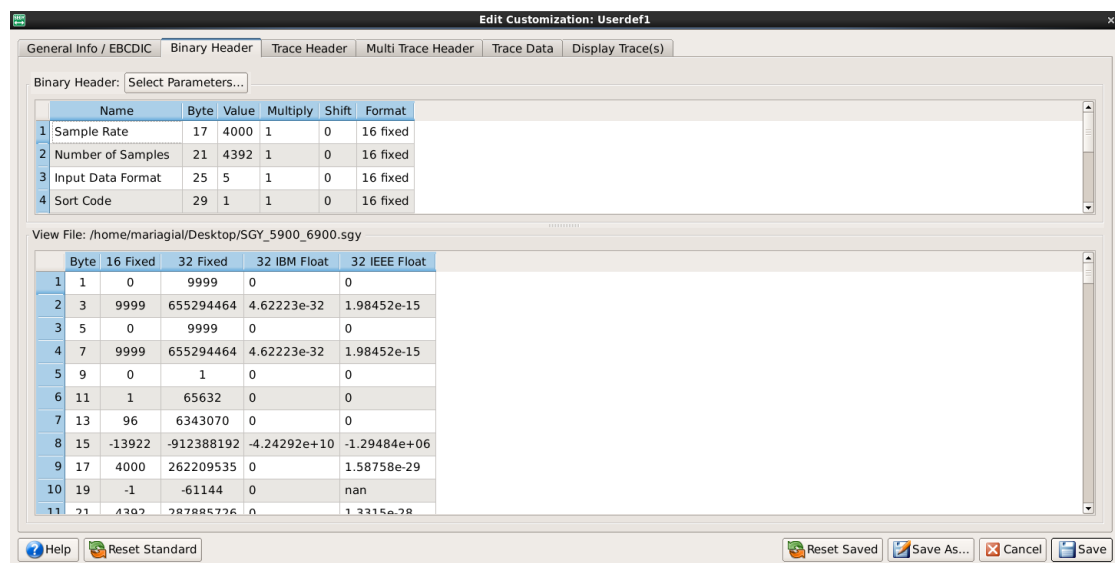 Edit Customization: Userdef1
General Info / EBCDIC Binary Header Trace Header Multi Trace Header Trace Data Display Trace(s)
Binary Header: Select Parameters...
Name Byte Value Multiply Shift Format
1 Sample Rate 17 4000 1 0 16 fixed
2 Number of Samples 21 4392 1 0 16 fixed
3 Input Data Format 25 5 1 0 16 fixed
4 Sort Code 29 1 1 0 16 fixed
View File: /home/mariagial/Desktop/SGY_5900_6900.sgy
Byte 16 Fixed 32 Fixed 32 IBM Float 32 IEEE Float
1 1 0 9999 0 0
2 3 9999 655294464 4.62223e-32 1.98452e-15
3 5 0 9999 0 0
4 7 9999 655294464 4.62223e-32 1.98452e-15
5 9 0 1 0 0
6 11 1 65632 0 0
7 13 96 6343070 0 0
8 15 -13922 -912388192 -4.24292e+10 -1.29484e+06
9 17 4000 262209535 0 1.58758e-29
10 19 -1 -61144 0 nan
11 21 4392 287885726 0 1.3315e-28
Help Reset Standard Reset Saved Save As... Cancel Save